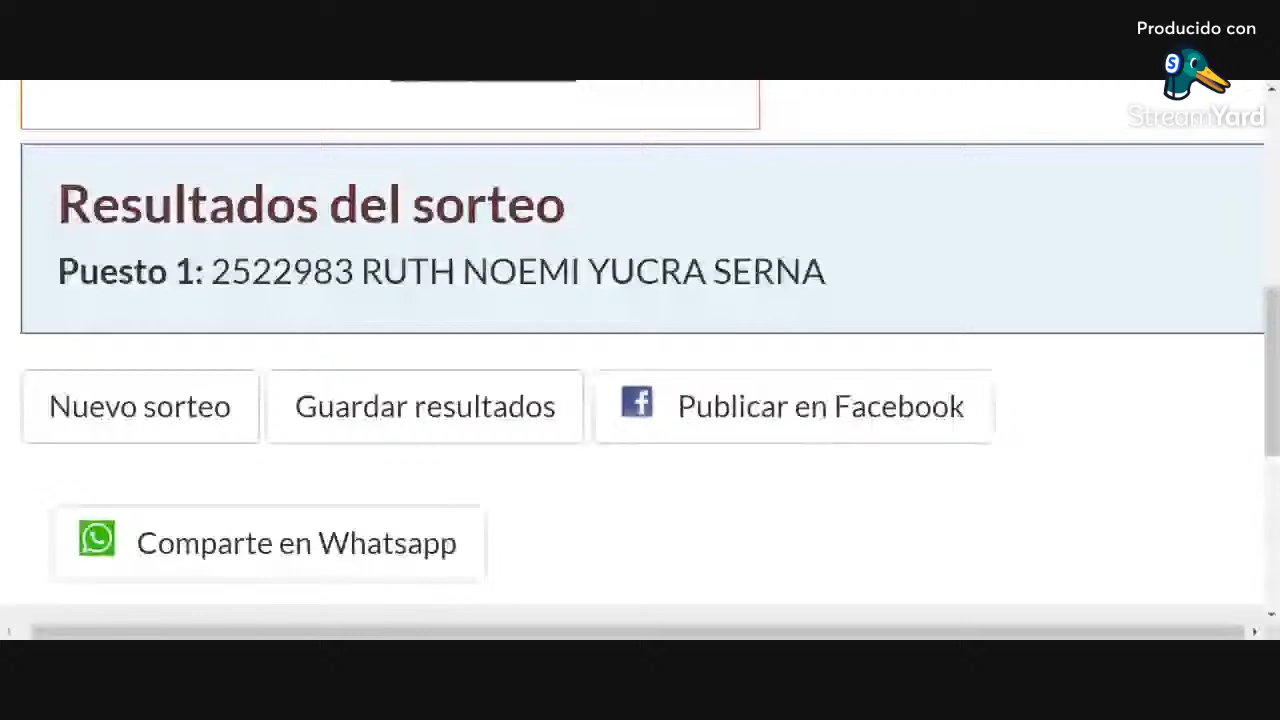 Producido con
StreamYard
Resultados del sorteo
Puesto 1: 2522983 RUTH NOEMI YUCRA SERNA
Nuevo sorteo
Guardar resultados
Publicar en Facebook
Comparte en Whatsapp